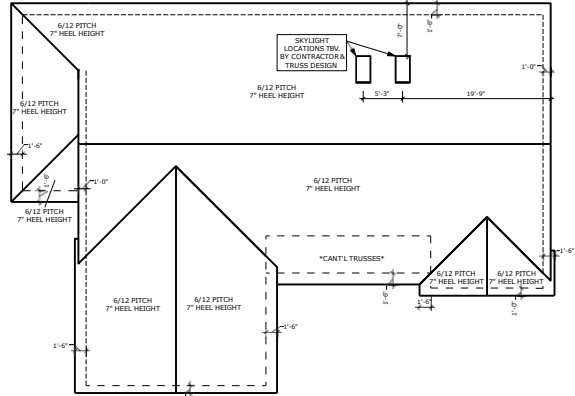 6/12 PITCH
7" HEEL HEIGHT
7'-0"
1'-6"
SKYLIGHT
LOCATIONS TBV.
BY CONTRACTOR &
TRUSS DESIGN
1'-0"
6/12 PITCH
7" HEEL HEIGHT
5'-3"
19'-9"
6/12 PITCH
7" HEEL HEIGHT
1'-6"
1'-6"
1'-0"
6/12 PITCH
7" HEEL HEIGHT
6/12 PITCH
7" HEEL HEIGHT
*CANT'L TRUSSES*
1'-6"
6/12 PITCH
7" HEEL HEIGHT
6/12 PITCH
7" HEEL HEIGHT
1'-6"
1'-6"
1'-0"
6/12 PITCH
7" HEEL HEIGHT
6/12 PITCH
7" HEEL HEIGHT
1'-6"
1'-6"